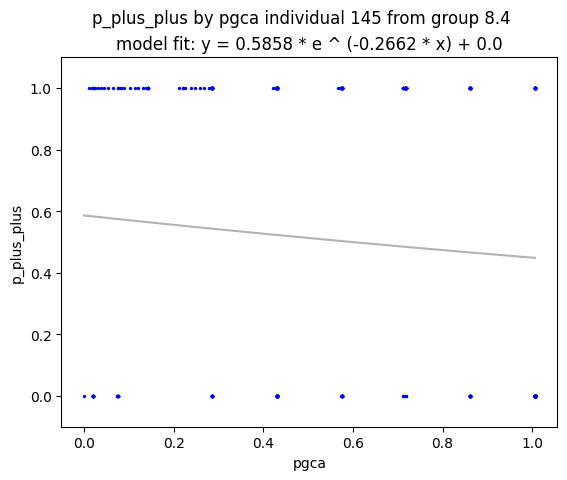 p_plus_plus by pgca individual 145 from group 8.4
model fit: y = 0.5858 * e ^ (-0.2662 * x) + 0.0
1.0
0.8
0.6
0.4
0.2
0.0
p_plus_plus
0.0 0.2 0.4 0.6 0.8 1.0
pgca